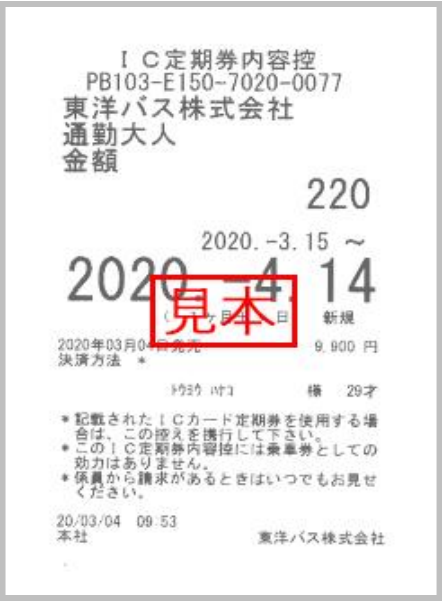 IC定期券内容控
PB103-E150-7020-0077
東洋バス株式会社
通勤大人
金額
220
2020.-3.15 ～
2020.-4.14
見本
新規
2020年03月04日発売
9,900 円
決済方法 *
トウヨウ ハナコ 様 29才
*記載されたICカード定期券を使用する場
合は、この控えを携行して下さい。
*このIC定期券内容控には乗車券としての
効力はありません。
*係員から請求があるときはいつでもお見せ
ください。
20/03/04 09:53
本社 東洋バス株式会社